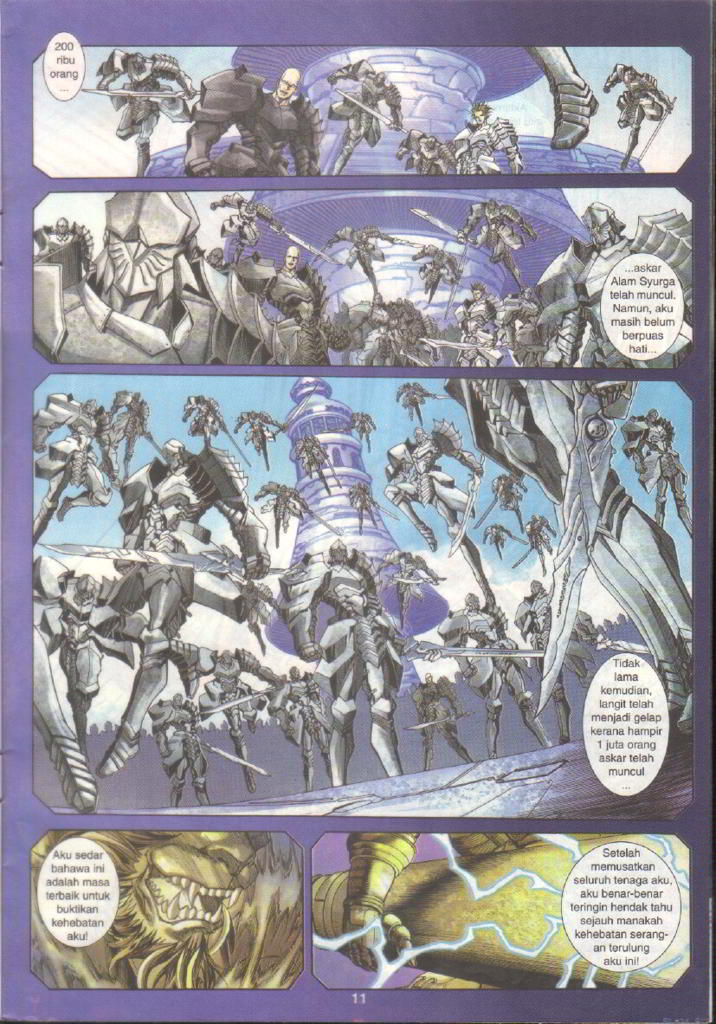 200
ribu
orang
...
...askar
Alam Syurga
telah muncul.
Namun, aku
masih belum
berpuas
hati...
Tidak
lama
kemudian,
langit telah
menjadi gelap
kerana hampir
1 juta orang
askar telah
muncul
...
Aku sedar
bahawa ini
adalah masa
terbaik untuk
buktikan
kehebatan
aku!
Setelah
memusatkan
seluruh tenaga aku,
aku benar-benar
teringin hendak tahu
sejauh manakah
kehebatan serang-
an terulung
aku ini!
11